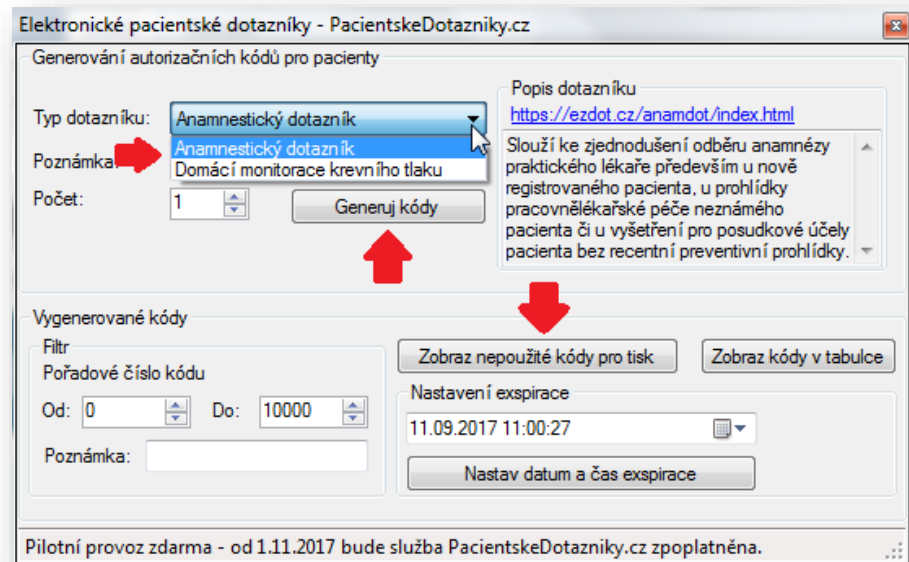 Elektronické pacientské dotazníky - PacientskeDotazniky.cz
Generování autorizačních kódů pro pacienty
Typ dotazníku:
Anamnestický dotazník
Anamnestický dotazník
Domácí monitorace krevního tlaku
Poznámka:
Počet:
1
Generuj kódy
Popis dotazníku
https://ezdot.cz/anamdot/index.html
Slouží ke zjednodušení odběru anamnézy
praktického lékaře především u nově
registrovaného pacienta, u prohlídky
pracovnělékařské péče neznámého
pacienta či u vyšetření pro posudkové účely
pacienta bez recentní preventivní prohlídky.
Vygenerované kódy
Filtr
Pořadové číslo kódu
Od: 0 Do: 10000
Poznámka:
Zobraz nepoužité kódy pro tisk
Zobraz kódy v tabulce
Nastavení exspirace
11.09.2017 11:00:27
Nastav datum a čas exspirace
Pilotní provoz zdarma - od 1.11.2017 bude služba PacientskeDotazniky.cz zpoplatněna.